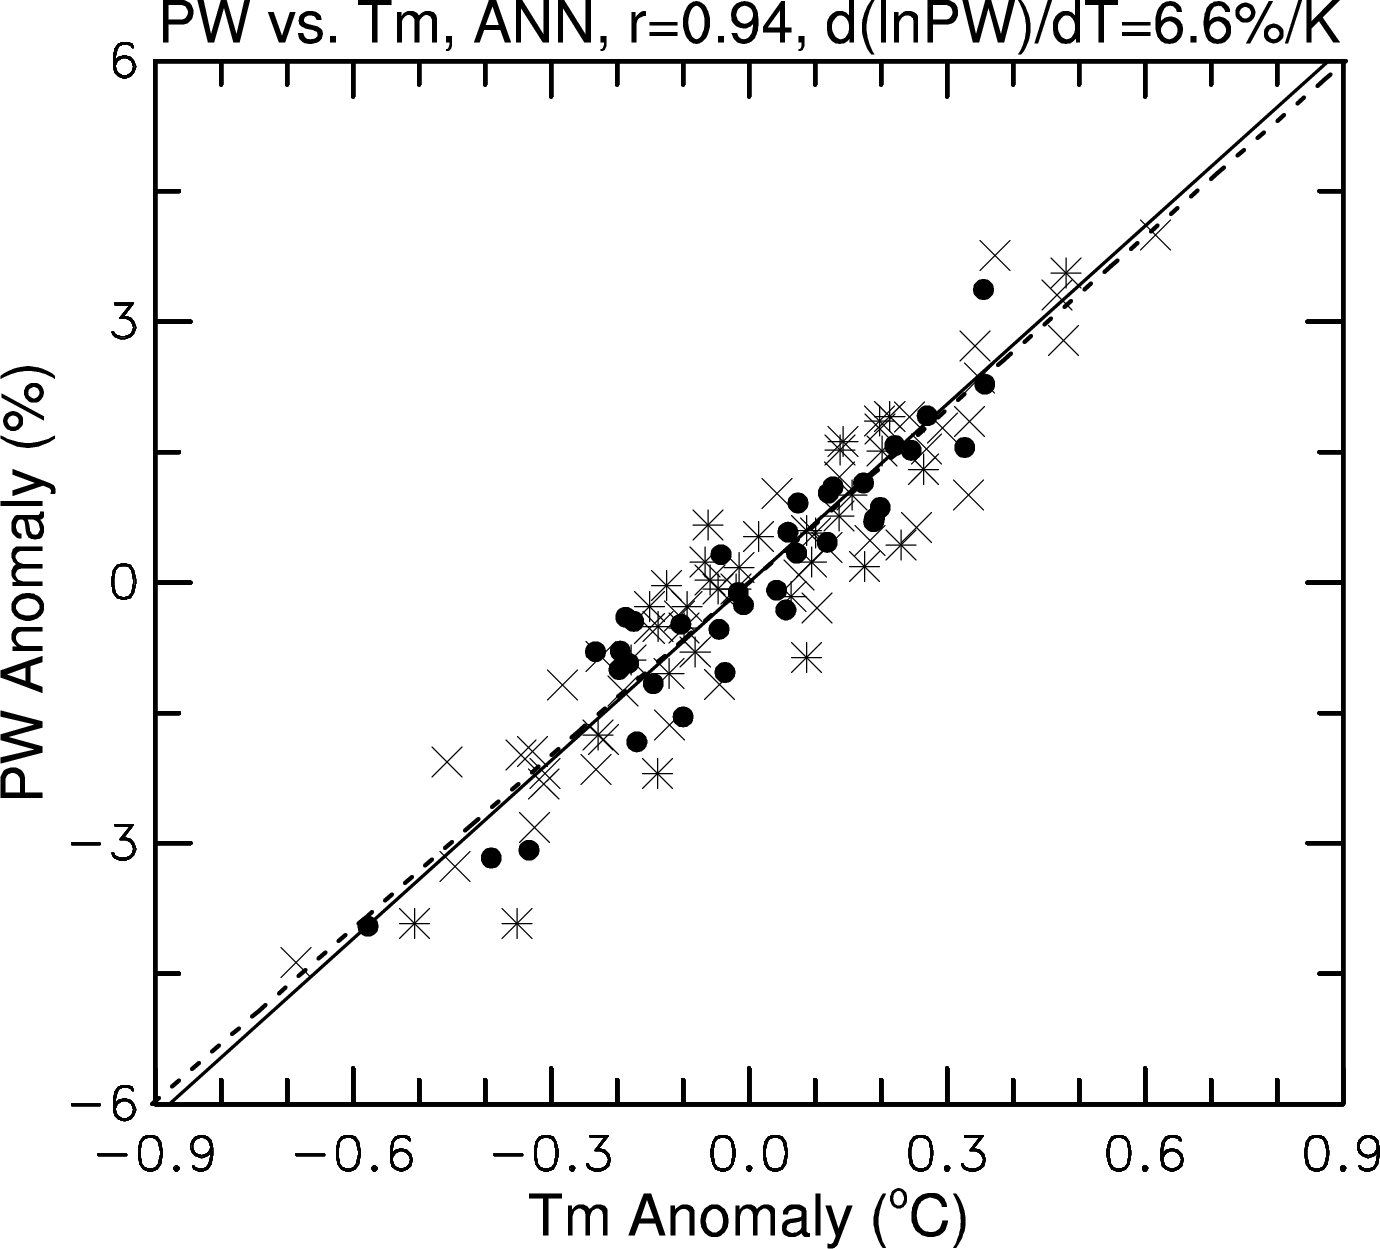 PW vs. Tm, ANN, r=0.94, d(lnPW)/dT=6.6%/K
6
3
0
−3
−6
PW Anomaly (%)
−0.9 −0.6 −0.3 0.0 0.3 0.6 0.9
Tm Anomaly (°C)